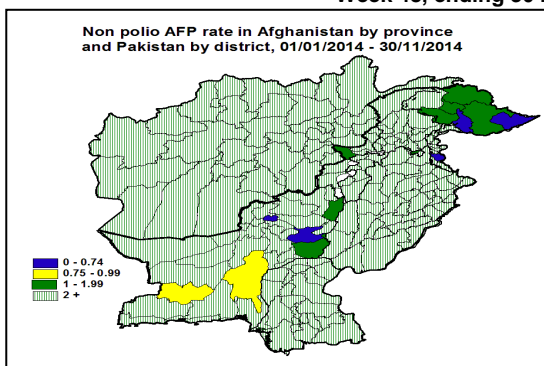 Non polio AFP rate in Afghanistan by province
and Pakistan by district, 01/01/2014 - 30/11/2014
0 - 0.74
0.75 - 0.99
1 - 1.99
2 +